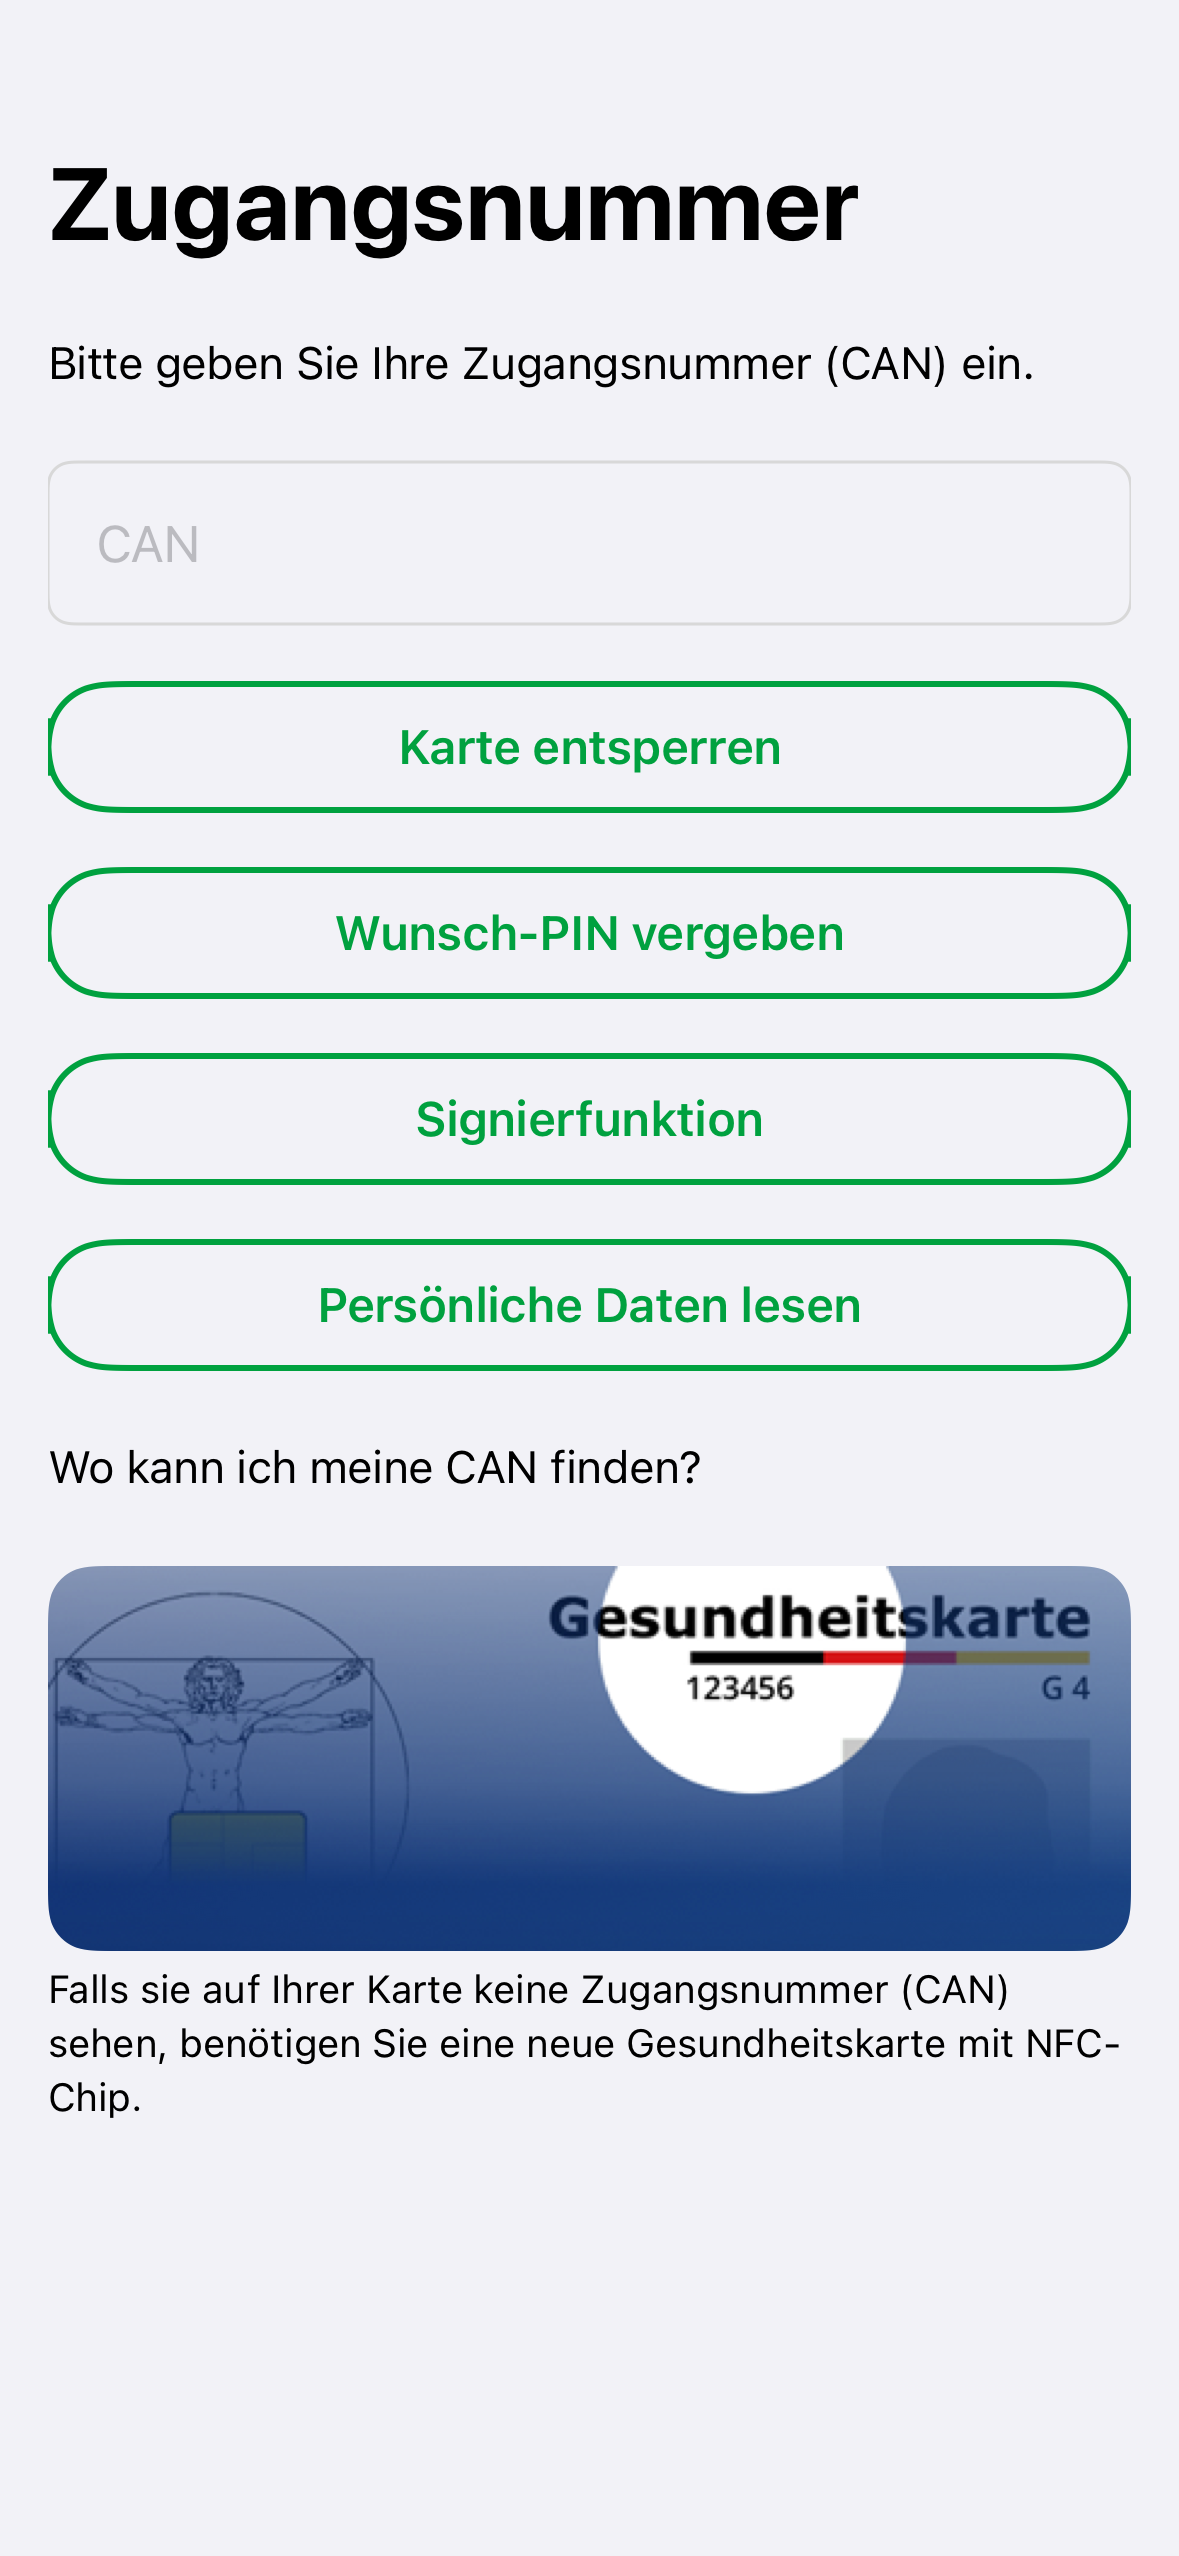 Zugangsnummer
Bitte geben Sie Ihre Zugangsnummer (CAN) ein.
CAN
Karte entsperren
Wunsch-PIN vergeben
Signierfunktion
Persönliche Daten lesen
Wo kann ich meine CAN finden?
Gesundheitskarte
123456 G 4
Falls sie auf Ihrer Karte keine Zugangsnummer (CAN)
sehen, benötigen Sie eine neue Gesundheitskarte mit NFC-
Chip.